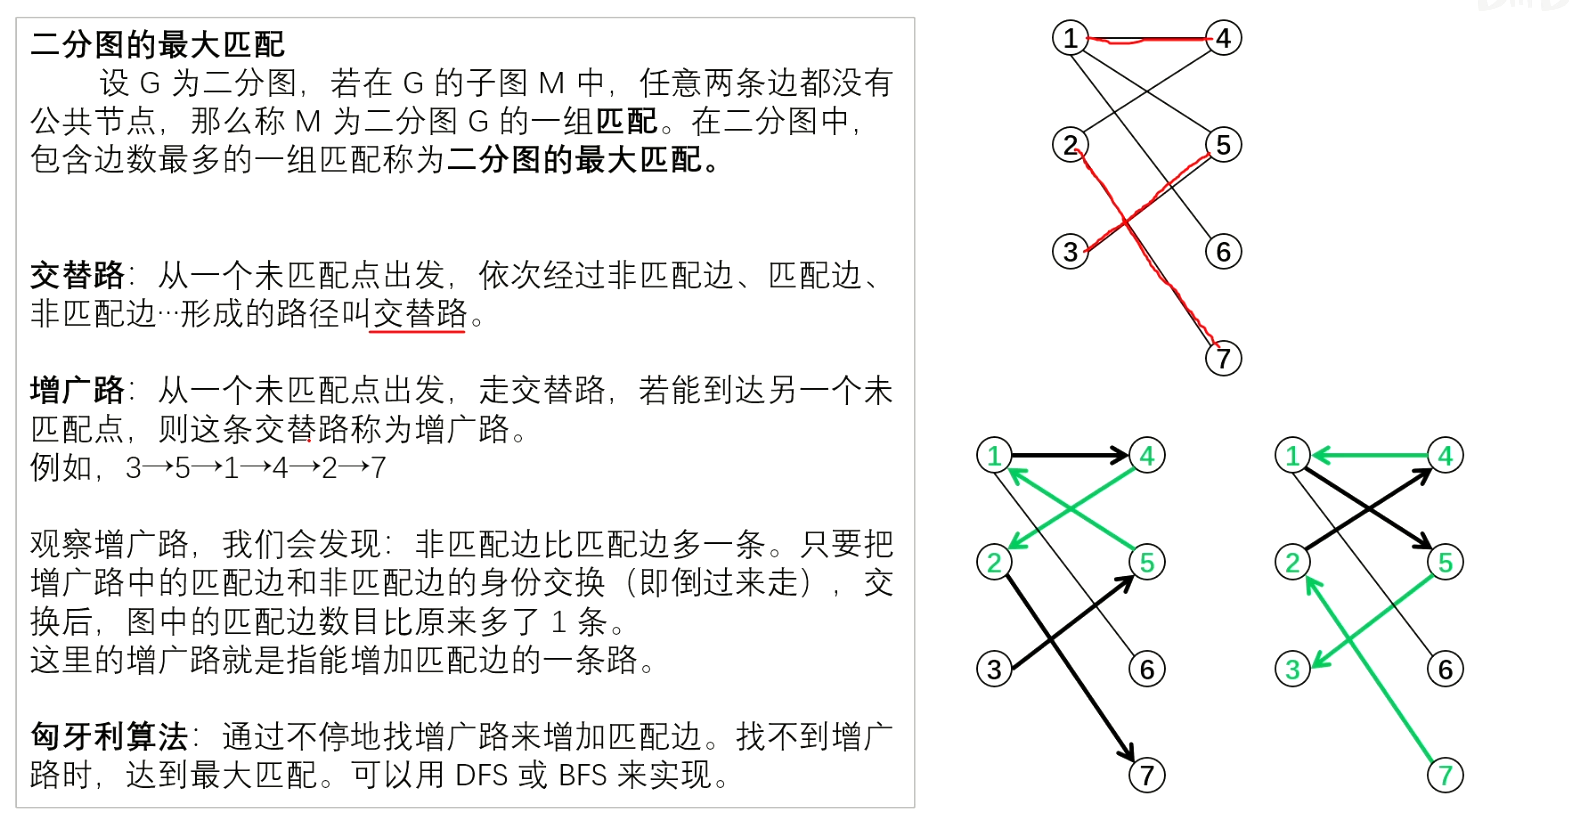 二分图的最大匹配
设 G 为二分图，若在 G 的子图 M 中，任意两条边都没有
公共节点，那么称 M 为二分图 G 的一组匹配。在二分图中，
包含边数最多的一组匹配称为二分图的最大匹配。
交替路：从一个未匹配点出发，依次经过非匹配边、匹配边、
非匹配边…形成的路径叫交替路。
增广路：从一个未匹配点出发，走交替路，若能到达另一个未
匹配点，则这条交替路称为增广路。
例如，3→5→1→4→2→7
观察增广路，我们会发现：非匹配边比匹配边多一条。只要把
增广路中的匹配边和非匹配边的身份交换（即倒过来走），交
换后，图中的匹配边数目比原来多了 1 条。
这里的增广路就是指能增加匹配边的一条路。
匈牙利算法：通过不停地找增广路来增加匹配边。找不到增广
路时，达到最大匹配。可以用 DFS 或 BFS 来实现。
1 4
2 5
3 6
7
1 4
2 5
3 6
7
1 4
2 5
3 6
7